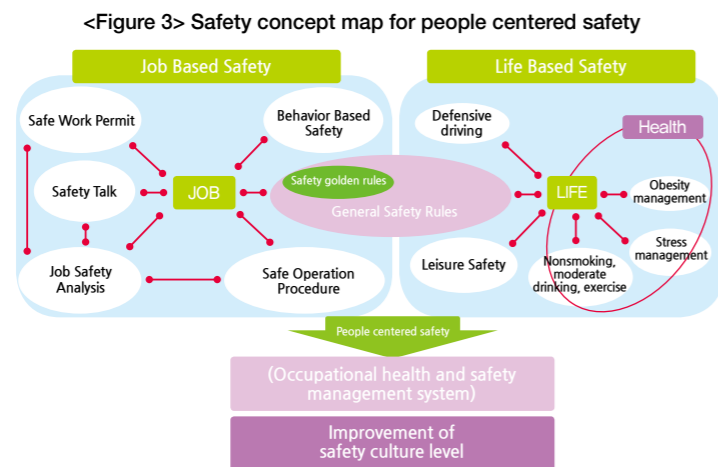 <Figure 3> Safety concept map for people centered safety
Job Based Safety
Life Based Safety
Safe Work Permit
Behavior Based
Safety
Safety Talk
JOB
Safety golden rules
General Safety Rules
Job Safety
Analysis
Safe Operation
Procedure
Defensive
driving
Health
LIFE
Obesity
management
Stress
management
Leisure Safety
Nonsmoking,
moderate
drinking, exercise
People centered safety
(Occupational health and safety
management system)
Improvement of
safety culture level